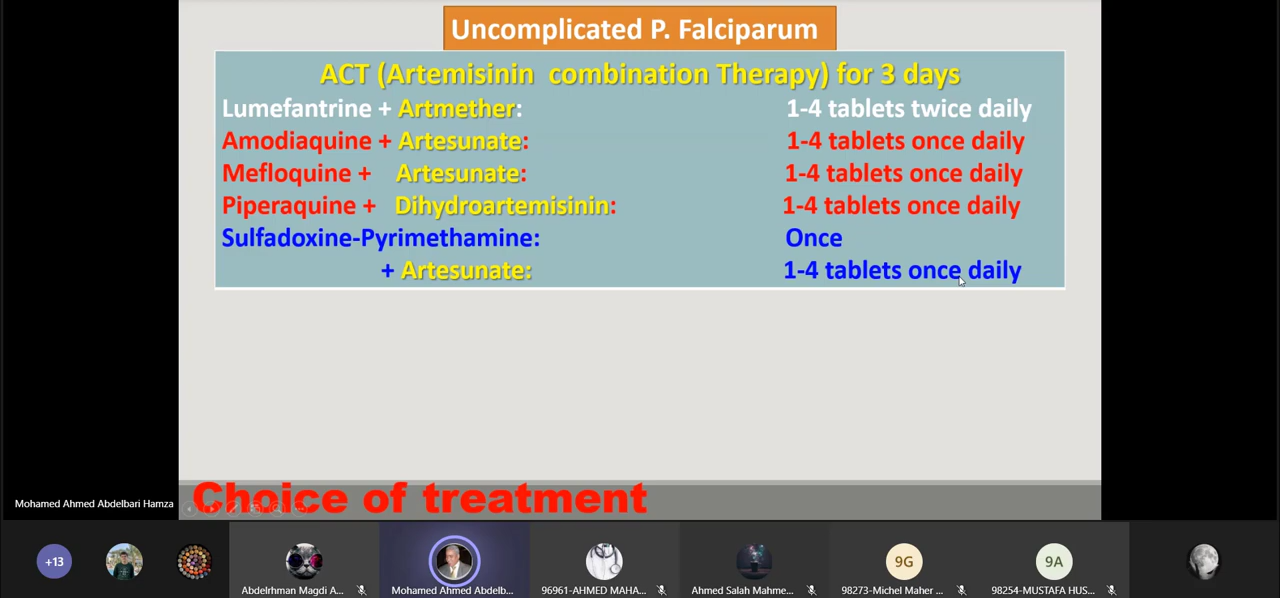 Uncomplicated P. Falciparum
ACT (Artemisinin combination Therapy) for 3 days
Lumefantrine + Artmether: 1-4 tablets twice daily
Amodiaquine + Artesunate: 1-4 tablets once daily
Mefloquine + Artesunate: 1-4 tablets once daily
Piperaquine + Dihydroartemisinin: 1-4 tablets once daily
Sulfadoxine-Pyrimethamine: Once
+ Artesunate: 1-4 tablets once daily
Choice of treatment
Mohamed Ahmed Abdelbari Hamza
+13
9G
9A
Abdelrhman Magdi A...
Mohamed Ahmed Abdelb...
96961-AHMED MAHA...
Ahmed Salah Mahme...
98273-Michel Maher ...
98254-MUSTAFA HUS...